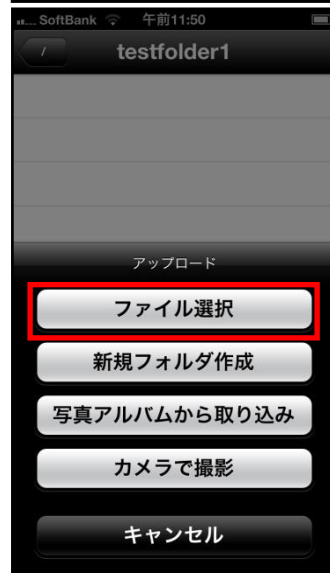 SoftBank 午前11:50
/ testfolder1
アップロード
ファイル選択
新規フォルダ作成
写真アルバムから取り込み
カメラで撮影
キャンセル